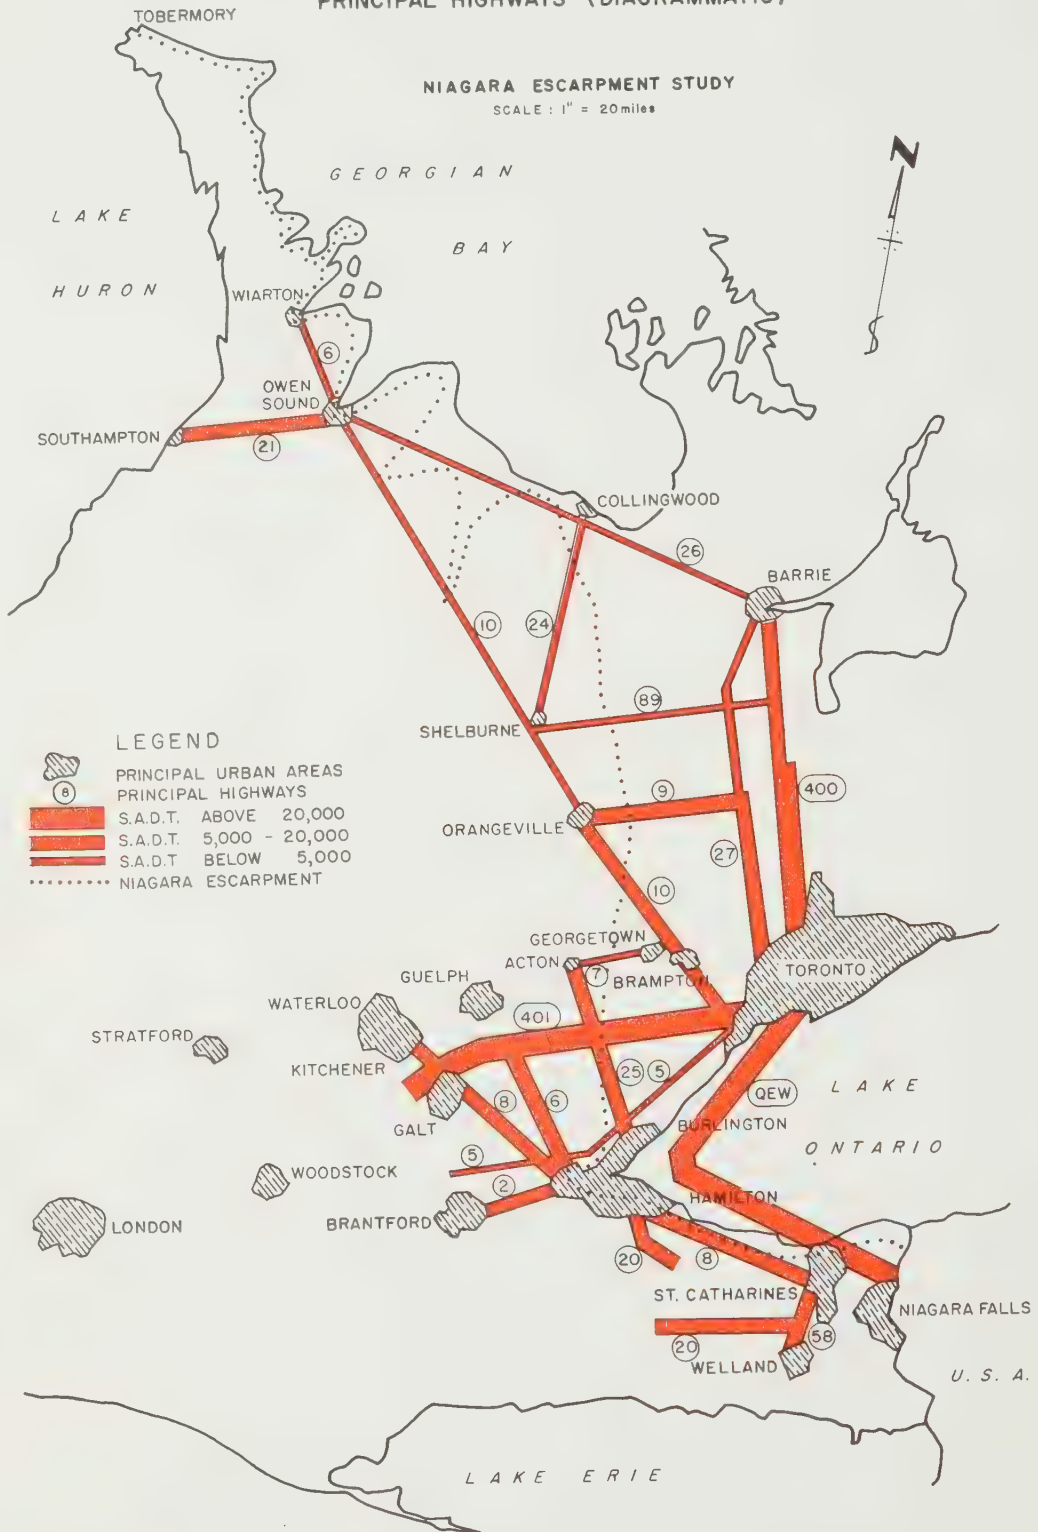 PRINCIPAL HIGHWAYS (DIAGRAMMATIC)
TOBERMORY
NIAGARA ESCARPMENT STUDY
SCALE : 1" = 20 miles
N
GEORGIAN
BAY
LAKE
HURON
WIARTON
6
OWEN
SOUND
SOUTHAMPTON
21
COLLINGWOOD
26
BARRIE
10
24
89
SHELBURNE
LEGEND
PRINCIPAL URBAN AREAS
8 PRINCIPAL HIGHWAYS
S.A.D.T. ABOVE 20,000
S.A.D.T. 5,000 - 20,000
S.A.D.T BELOW 5,000
NIAGARA ESCARPMENT
9
400
ORANGEVILLE
27
10
GEORGETOWN
ACTON
7
BRAMPTON
TORONTO
GUELPH
WATERLOO
401
STRATFORD
KITCHENER
25
5
8
6
QEW
LAKE
ONTARIO
GALT
BURLINGTON
5
WOODSTOCK
2
HAMILTON
BRANTFORD
LONDON
20
8
ST. CATHARINES
NIAGARA FALLS
58
20
WELLAND
U. S. A.
LAKE ERIE